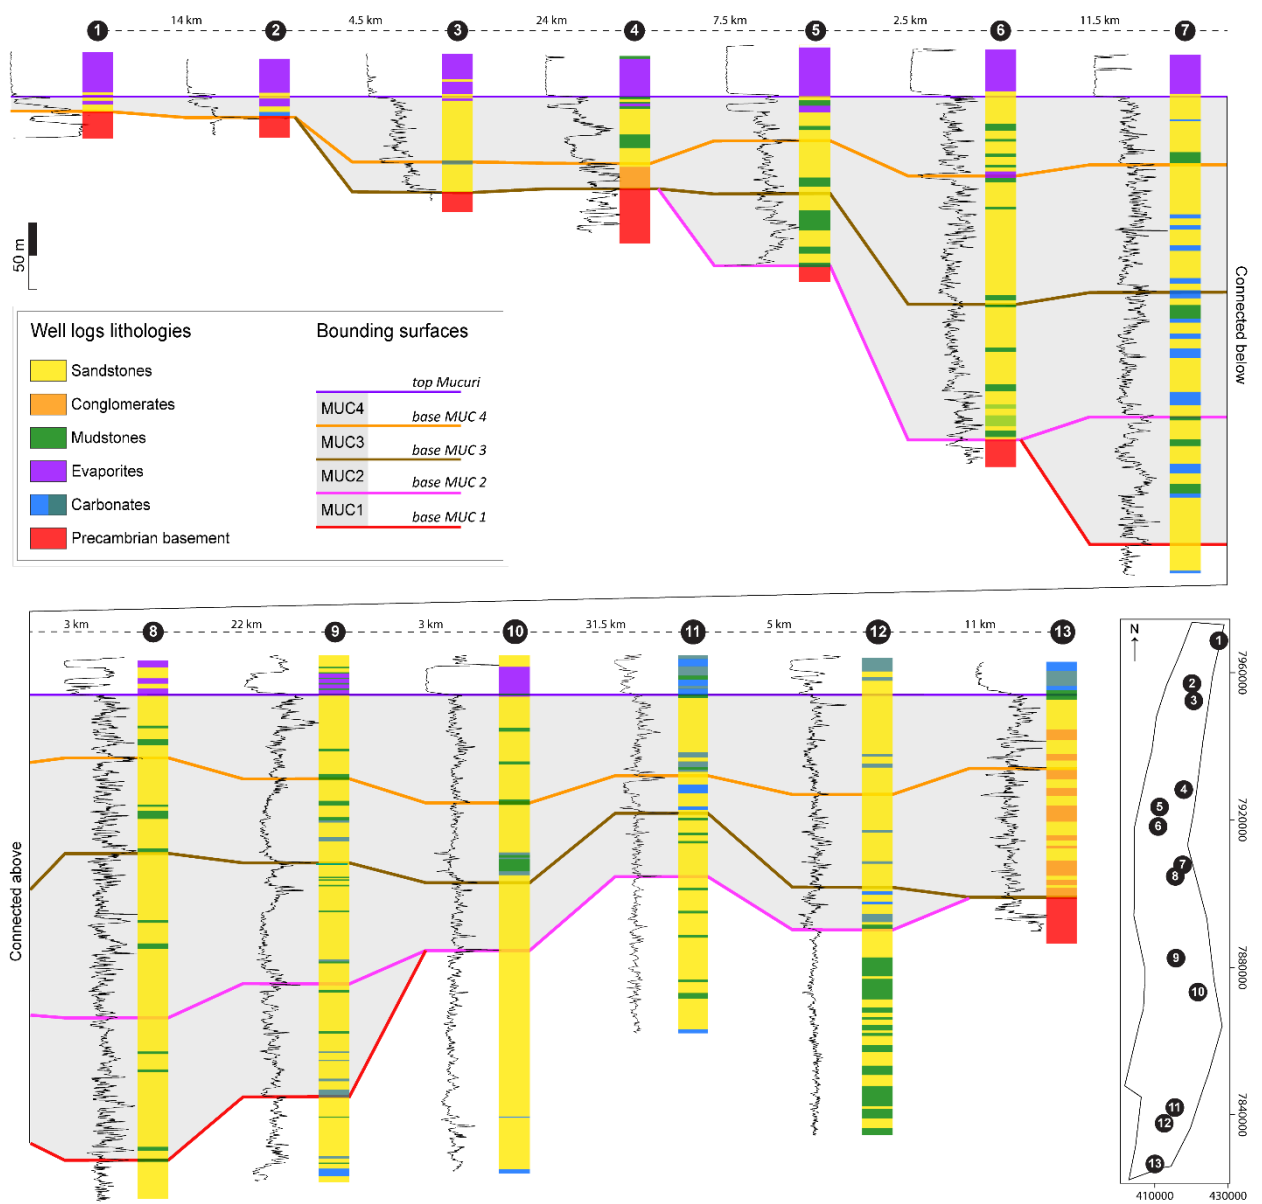 14 km 4.5 km 24 km 7.5 km 2.5 km 11.5 km
1 2 3 4 5 6 7
50 m
Connected below
Well logs lithologies
Sandstones
Conglomerates
Mudstones
Evaporites
Carbonates
Precambrian basement
Bounding surfaces
top Mucuri
MUC4
base MUC 4
MUC3
base MUC 3
MUC2
base MUC 2
MUC1
base MUC 1
3 km 22 km 3 km 31.5 km 5 km 11 km
8 9 10 11 12 13
Connected above
N
1
2
3
4
5
6
7
8
9
10
11
12
13
7960000
7920000
7880000
7840000
410000 430000